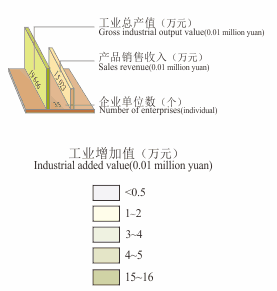 工业总产值（万元）
Gross industrial output value(0.01 million yuan)
产品销售收入（万元）
Sales revenue(0.01 million yuan)
企业单位数（个）
Number of enterprises(individual)
工业增加值（万元）
Industrial added value(0.01 million yuan)
<0.5
1–2
3~4
4~5
15~16